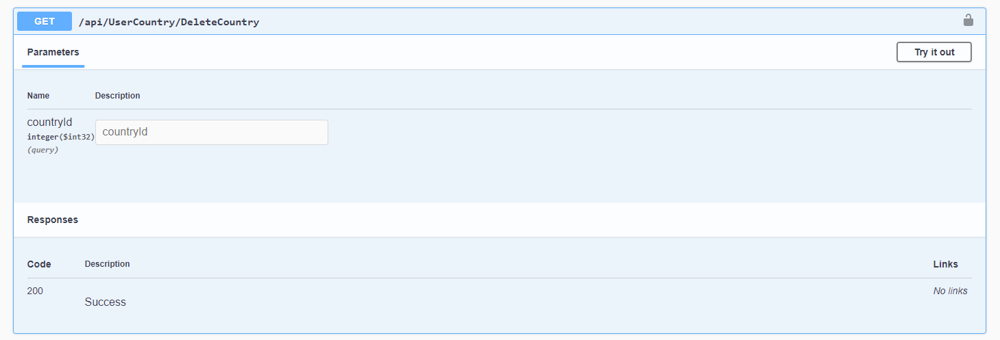 GET /api/UserCountry/DeleteCountry
Parameters Try it out
Name Description
countryId
integer($int32) countryId
(query)
Responses
Code Description Links
200 No links
Success